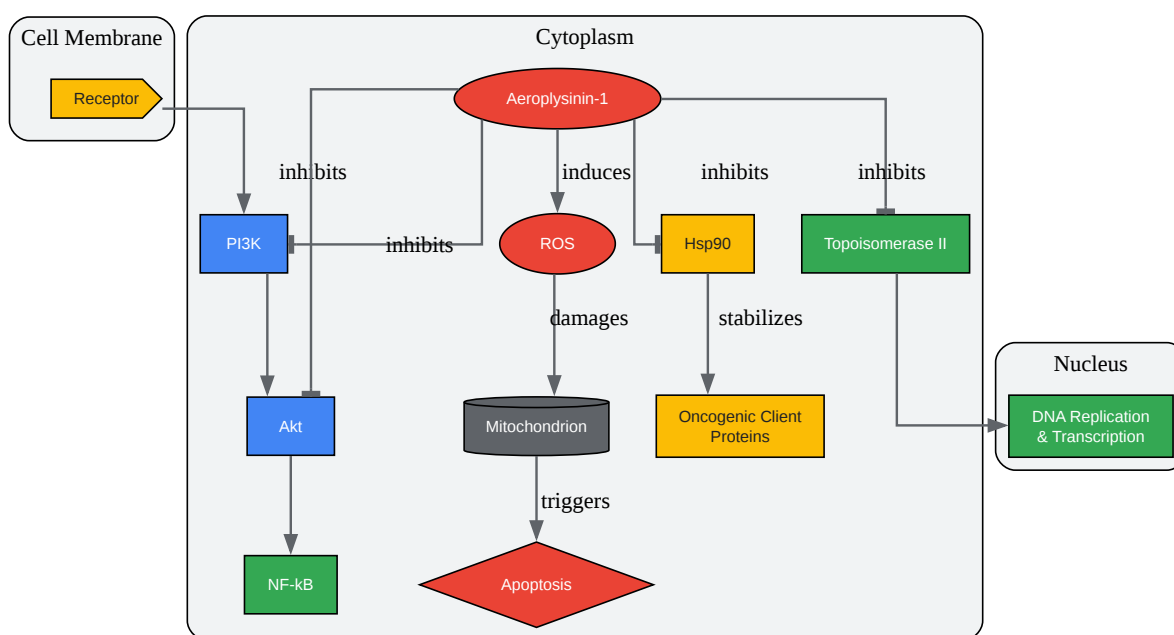 Cell Membrane
Cytoplasm
Receptor
Aeroplysinin-1
inhibits
induces
inhibits
inhibits
PI3K
inhibits
ROS
Hsp90
Topoisomerase II
damages
stabilizes
Nucleus
Akt
Mitochondrion
Oncogenic Client
Proteins
DNA Replication
& Transcription
triggers
NF-kB
Apoptosis